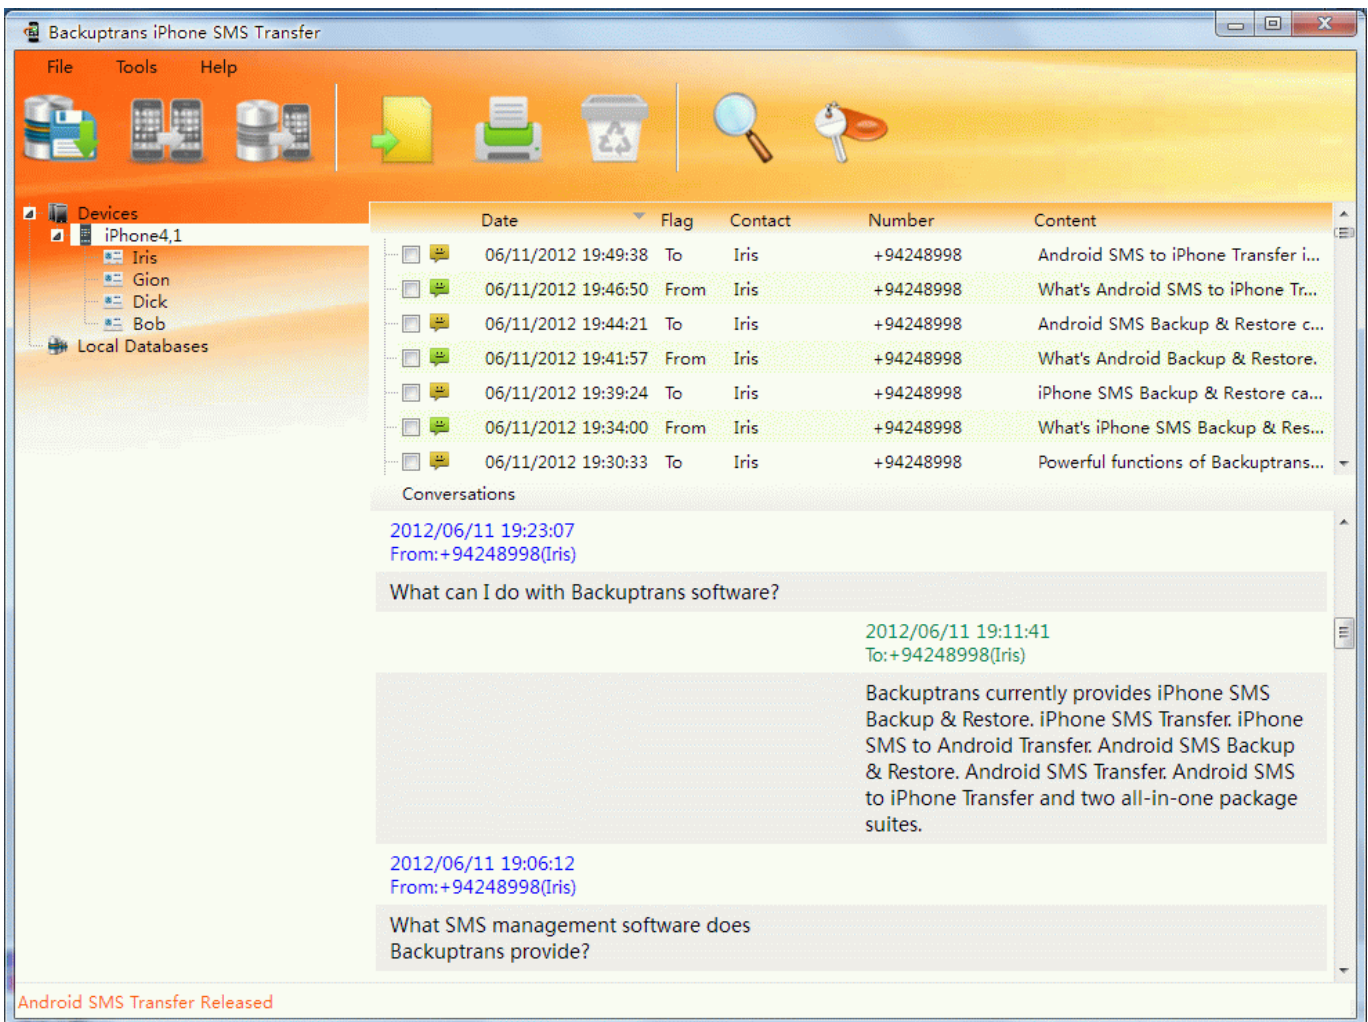 Backuptrans iPhone SMS Transfer
File Tools Help
Devices
iPhone4,1
Iris
Gion
Dick
Bob
Local Databases
Date Flag Contact Number Content
06/11/2012 19:49:38 To Iris +94248998 Android SMS to iPhone Transfer i...
06/11/2012 19:46:50 From Iris +94248998 What's Android SMS to iPhone Tr...
06/11/2012 19:44:21 To Iris +94248998 Android SMS Backup & Restore c...
06/11/2012 19:41:57 From Iris +94248998 What's Android Backup & Restore.
06/11/2012 19:39:24 To Iris +94248998 iPhone SMS Backup & Restore ca...
06/11/2012 19:34:00 From Iris +94248998 What's iPhone SMS Backup & Res...
06/11/2012 19:30:33 To Iris +94248998 Powerful functions of Backuptrans...
Conversations
2012/06/11 19:23:07
From:+94248998(Iris)
What can I do with Backuptrans software?
2012/06/11 19:11:41
To:+94248998(Iris)
Backuptrans currently provides iPhone SMS
Backup & Restore. iPhone SMS Transfer. iPhone
SMS to Android Transfer. Android SMS Backup
& Restore. Android SMS Transfer. Android SMS
to iPhone Transfer and two all-in-one package
suites.
2012/06/11 19:06:12
From:+94248998(Iris)
What SMS management software does
Backuptrans provide?
Android SMS Transfer Released